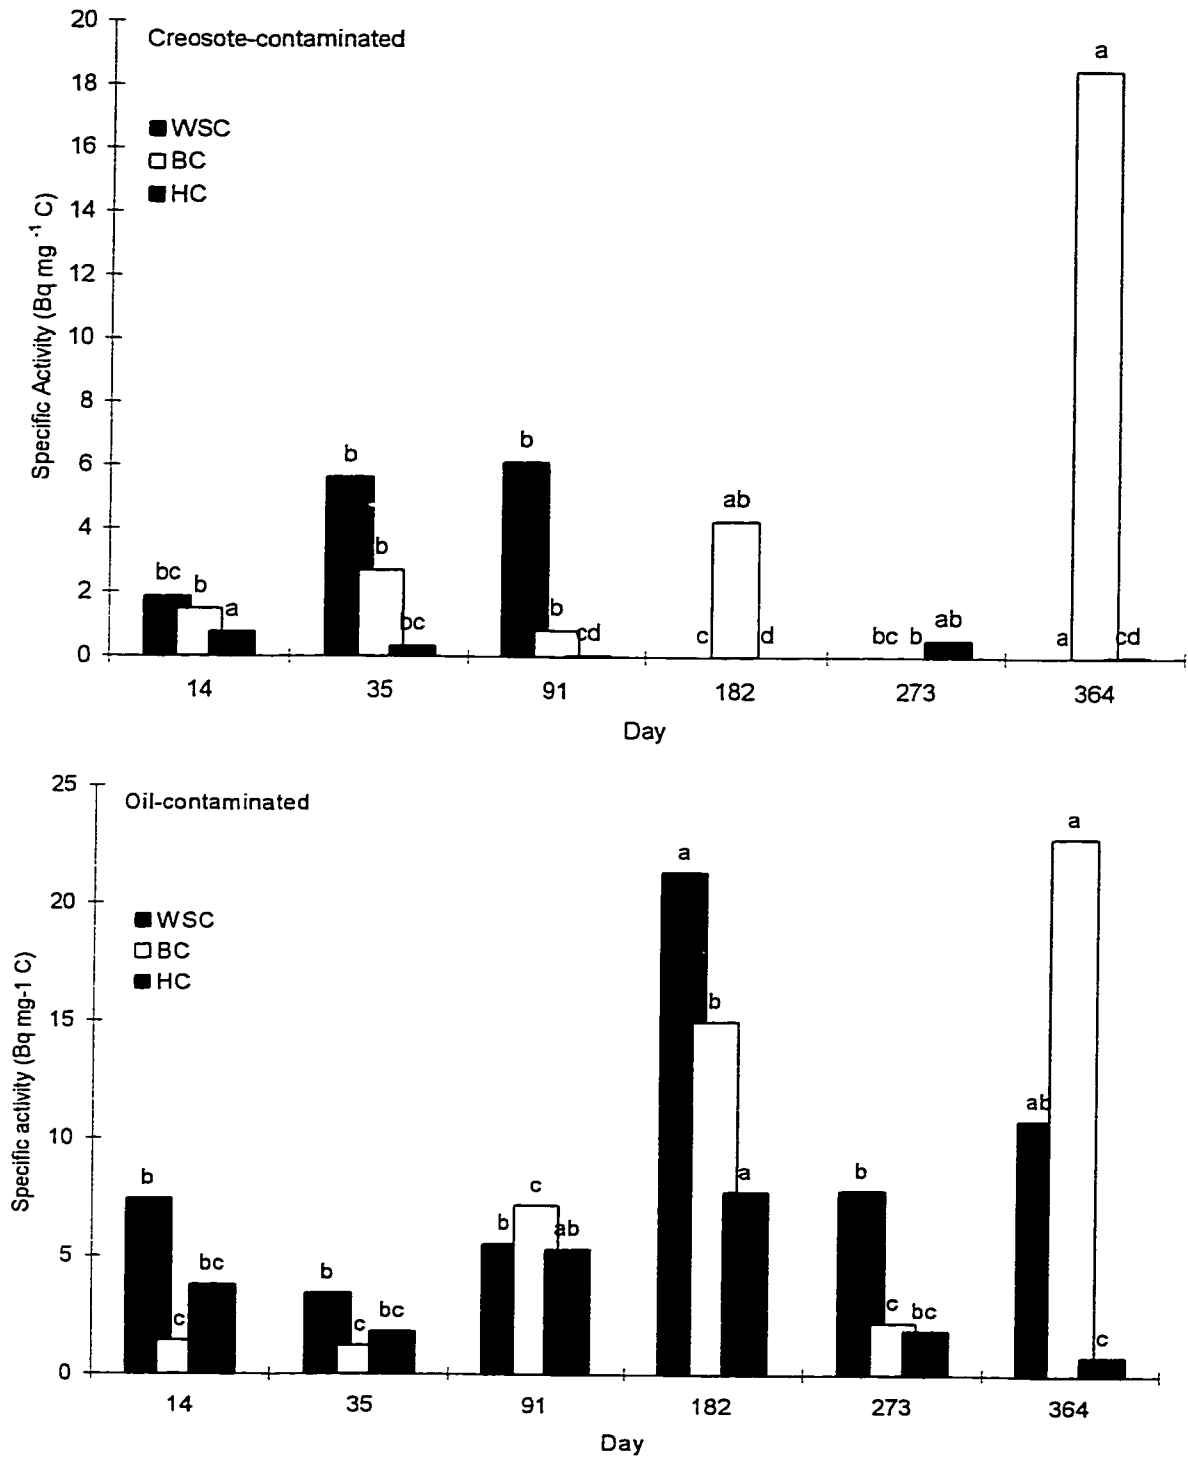 20
Creosote-contaminated
a
18
WSC
16
BC
HC
14
Specific Activity (Bq mg -1 C)
12
10
8
b
b
6
ab
4
b
bc
b
2
a
bc
b
cd
c
d
bc
b
ab
a
cd
0
14
35
91
182
273
364
Day
25
Oil-contaminated
a
a
20
WSC
BC
HC
Specific activity (Bq mg-1 C)
b
15
ab
10
b
b
a
c
b
ab
5
bc
b
c
bc
c
bc
c
c
0
14
35
91
182
273
364
Day